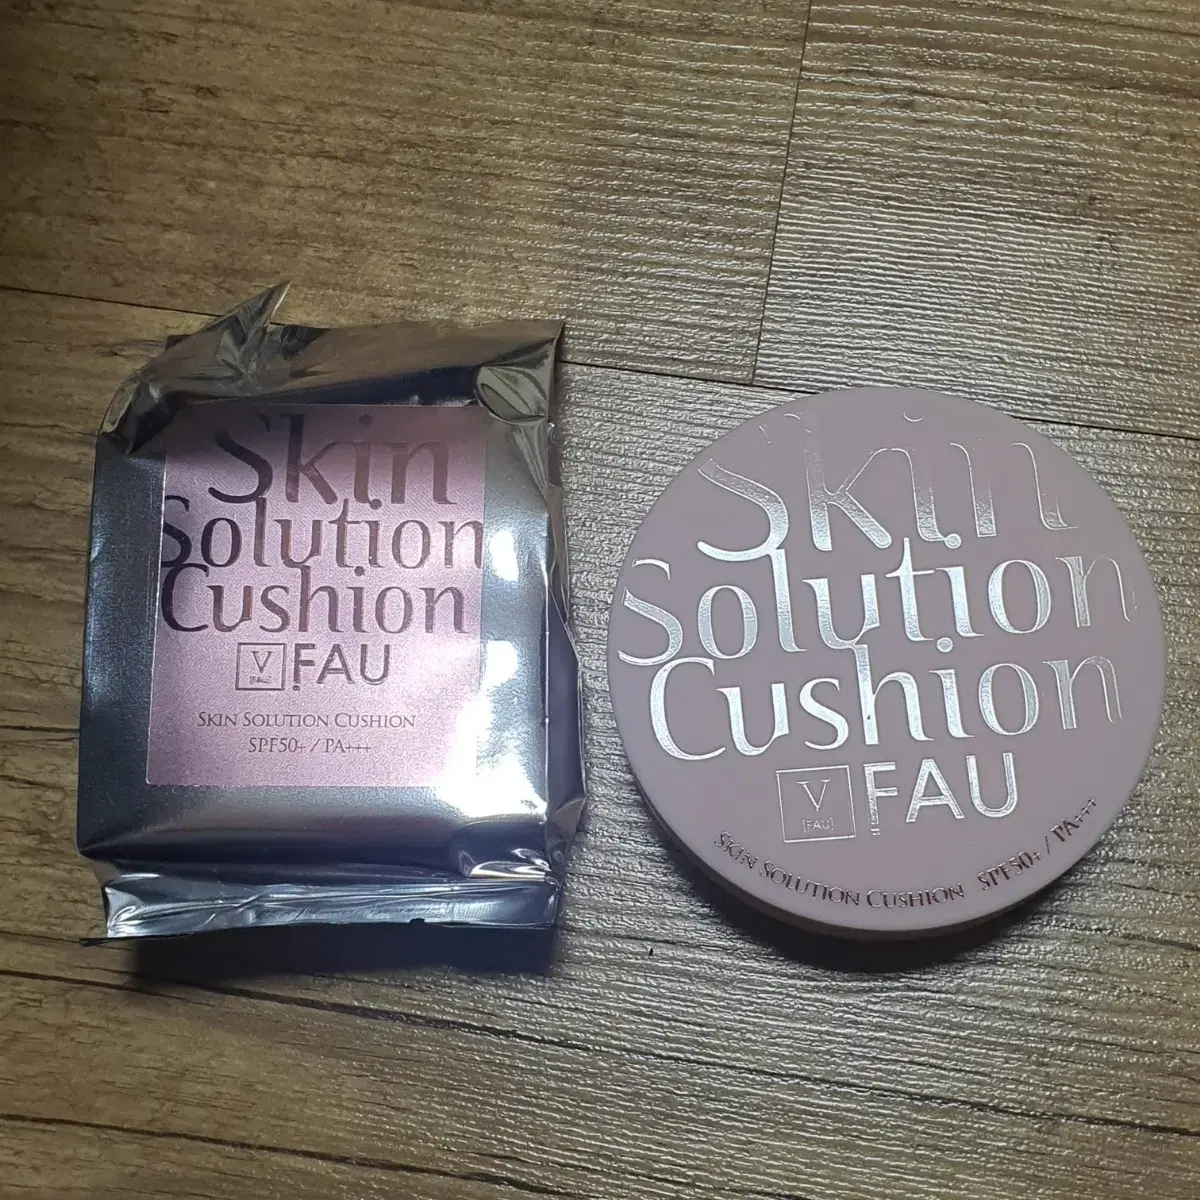 Skin
Solution
Cushion
V
[FAU]
FAU
SKIN SOLUTION CUSHION
SPF50+ / PA+++
Skin
Solution
Cushion
V
[FAU]
FAU
SKIN SOLUTION CUSHION SPF50+ / PA+++